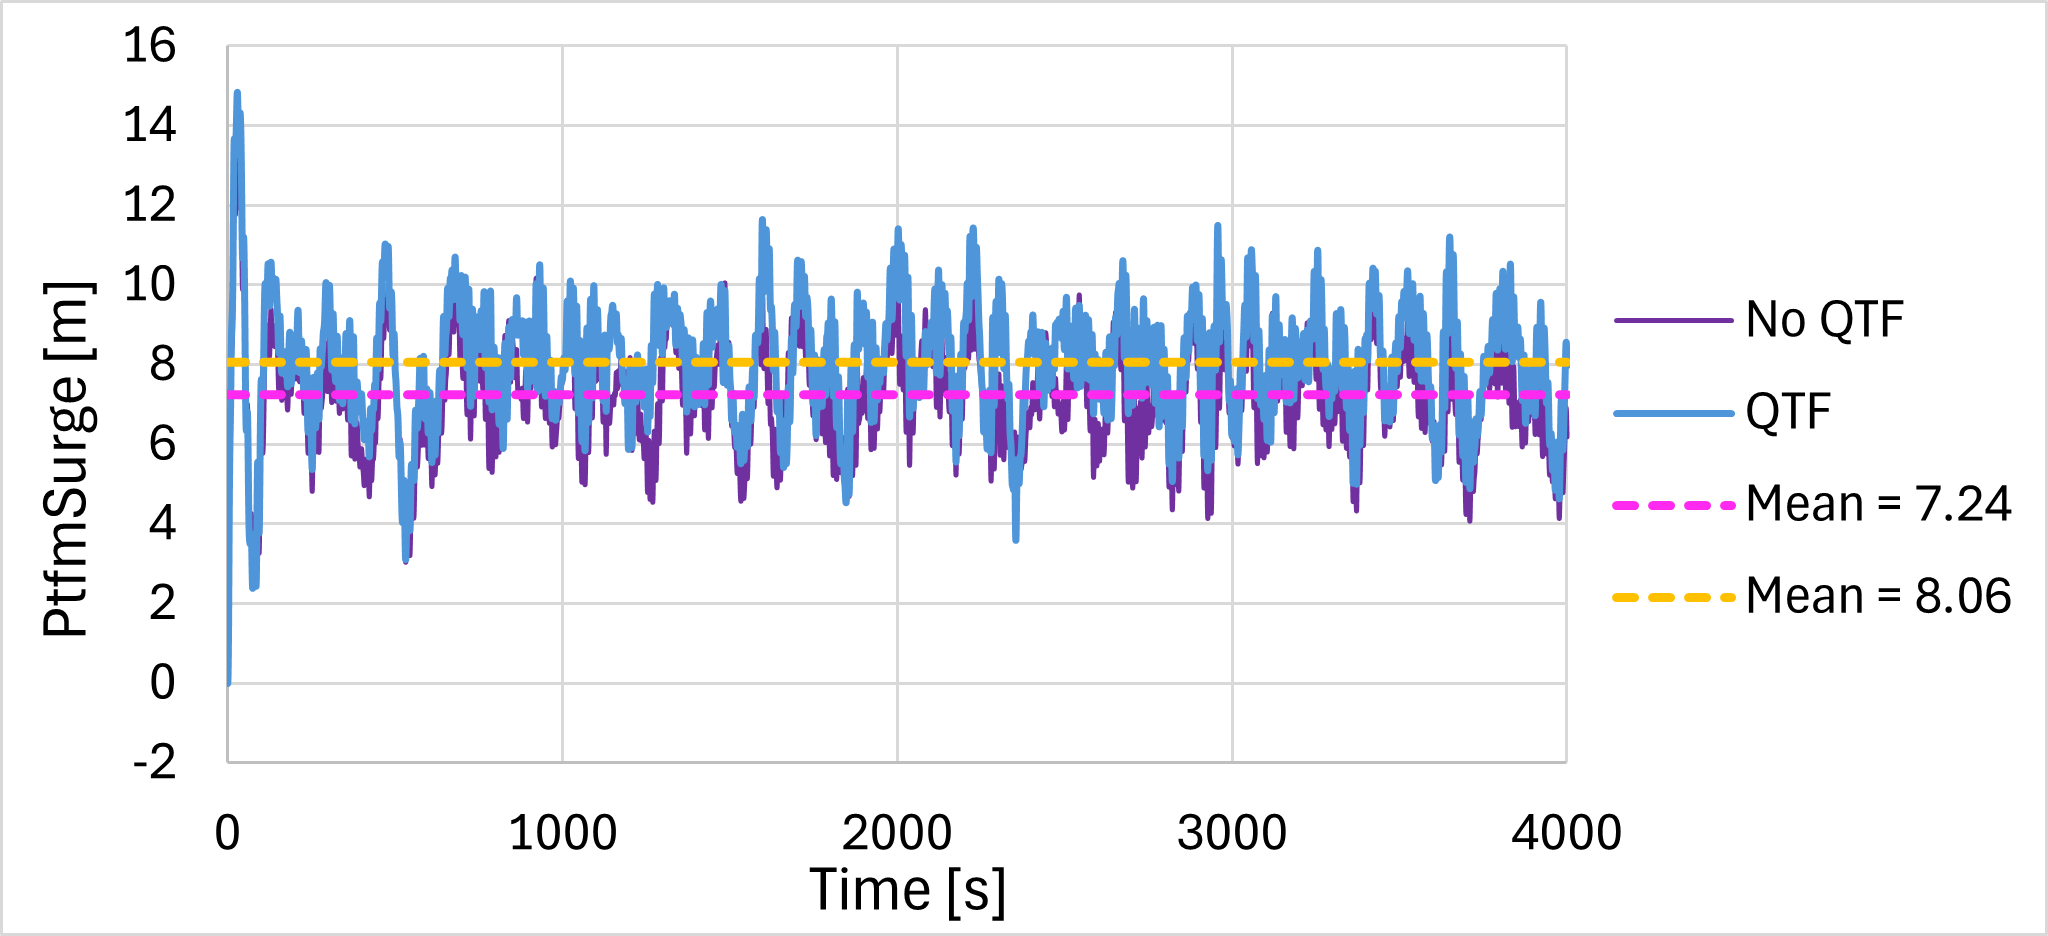 16
14
12
10
8
6
4
2
0
-2
PtfmSurge [m]
0 1000 2000 3000 4000
Time [s]
No QTF
QTF
Mean = 7.24
Mean = 8.06